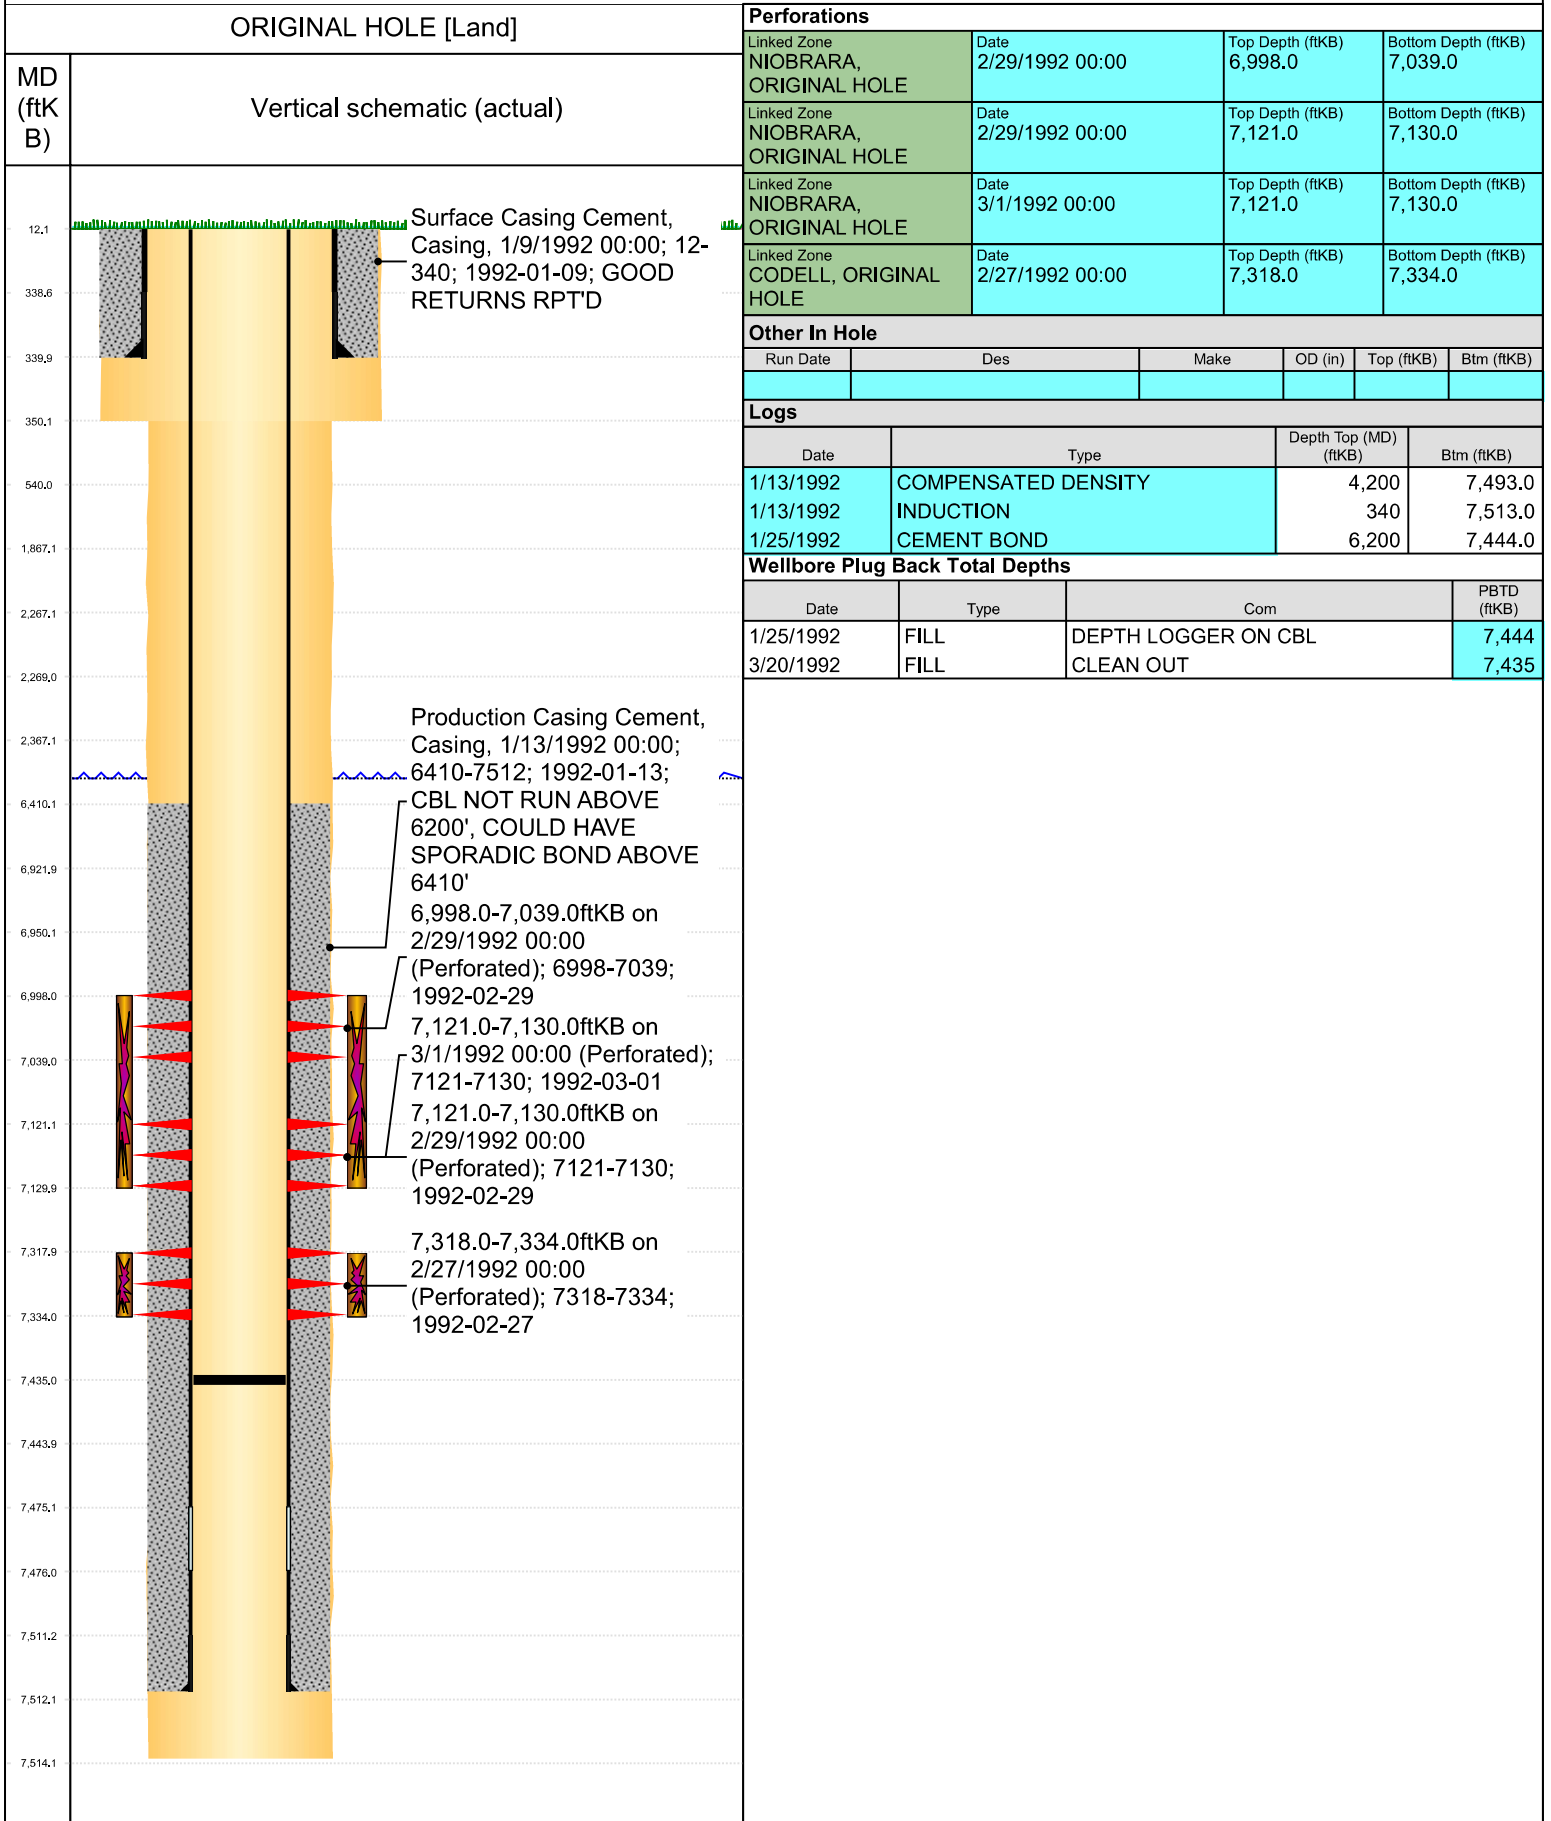 ORIGINAL HOLE [Land]
MD
(ftK
B)
Vertical schematic (actual)
12.1
338.6
339.9
350.1
540.0
1,867.1
2,267.1
2,269.0
2,367.1
6,410.1
6,921.9
6,950.1
6,998.0
7,039.0
7,121.1
7,129.9
7,317.9
7,334.0
7,435.0
7,443.9
7,475.1
7,476.0
7,511.2
7,512.1
7,514.1
Surface Casing Cement,
Casing, 1/9/1992 00:00; 12-
340; 1992-01-09; GOOD
RETURNS RPT'D
Production Casing Cement,
Casing, 1/13/1992 00:00;
6410-7512; 1992-01-13;
CBL NOT RUN ABOVE
6200', COULD HAVE
SPORADIC BOND ABOVE
6410'
6,998.0-7,039.0ftKB on
2/29/1992 00:00
(Perforated); 6998-7039;
1992-02-29
7,121.0-7,130.0ftKB on
3/1/1992 00:00 (Perforated);
7121-7130; 1992-03-01
7,121.0-7,130.0ftKB on
2/29/1992 00:00
(Perforated); 7121-7130;
1992-02-29
7,318.0-7,334.0ftKB on
2/27/1992 00:00
(Perforated); 7318-7334;
1992-02-27
Perforations
Linked Zone Date Top Depth (ftKB) Bottom Depth (ftKB)
NIOBRARA, 2/29/1992 00:00 6,998.0 7,039.0
ORIGINAL HOLE
Linked Zone Date Top Depth (ftKB) Bottom Depth (ftKB)
NIOBRARA, 2/29/1992 00:00 7,121.0 7,130.0
ORIGINAL HOLE
Linked Zone Date Top Depth (ftKB) Bottom Depth (ftKB)
NIOBRARA, 3/1/1992 00:00 7,121.0 7,130.0
ORIGINAL HOLE
Linked Zone Date Top Depth (ftKB) Bottom Depth (ftKB)
CODELL, ORIGINAL 2/27/1992 00:00 7,318.0 7,334.0
HOLE
Other In Hole
Run Date Des Make OD (in) Top (ftKB) Btm (ftKB)
Logs
Date Type Depth Top (MD) (ftKB) Btm (ftKB)
1/13/1992 COMPENSATED DENSITY 4,200 7,493.0
1/13/1992 INDUCTION 340 7,513.0
1/25/1992 CEMENT BOND 6,200 7,444.0
Wellbore Plug Back Total Depths
Date Type Com PBTD (ftKB)
1/25/1992 FILL DEPTH LOGGER ON CBL 7,444
3/20/1992 FILL CLEAN OUT 7,435